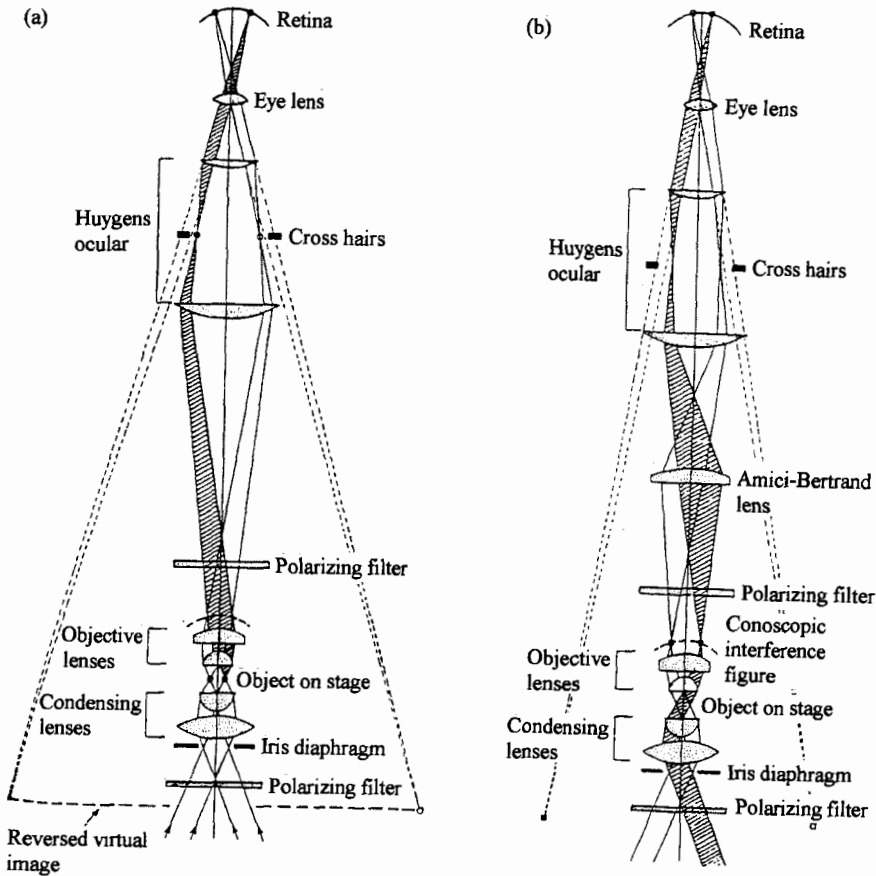 (a)
Retina
Eye lens
Huygens
ocular
Cross hairs
Polarizing filter
Objective
lenses
Object on stage
Condensing
lenses
Iris diaphragm
Polarizing filter
Reversed virtual
image
(b)
Retina
Eye lens
Huygens
ocular
Cross hairs
Amici-Bertrand
lens
Polarizing filter
Conoscopic
interference
figure
Objective
lenses
Object on stage
Condensing
lenses
Iris diaphragm
Polarizing filter